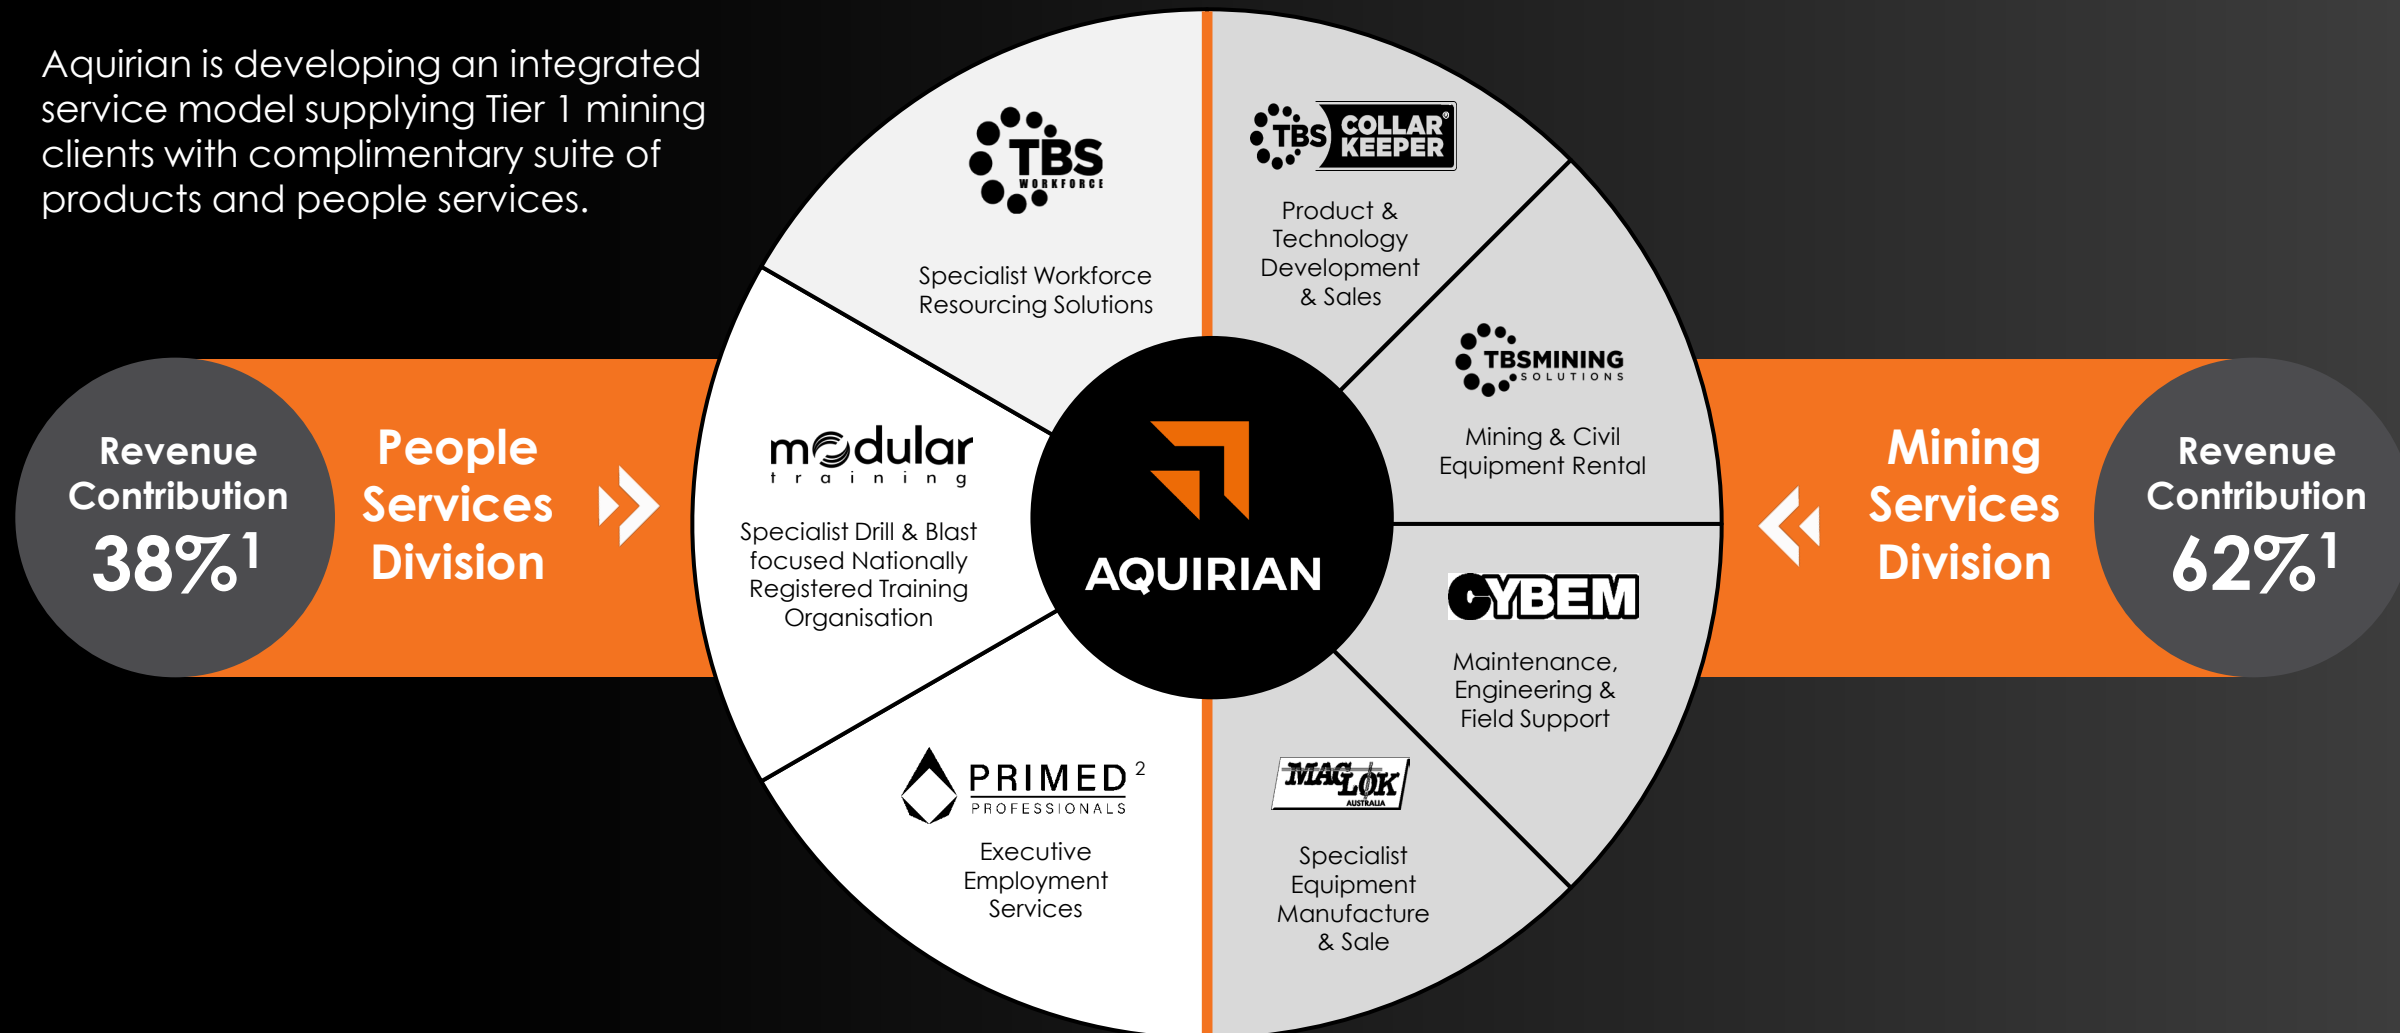 Aquirian is developing an integrated
service model supplying Tier 1 mining
clients with complimentary suite of
products and people services.
Revenue
Contribution
38%¹
People
Services
Division
TBS
WORKFORCE
Specialist Workforce
Resourcing Solutions
modular
training
Specialist Drill & Blast
focused Nationally
Registered Training
Organisation
PRIMED ²
PROFESSIONALS
Executive
Employment
Services
AQUIRIAN
TBS COLLAR®
KEEPER
Product &
Technology
Development
& Sales
TBSMINING
SOLUTIONS
Mining & Civil
Equipment Rental
CYBEM
Maintenance,
Engineering &
Field Support
MAGLOK
AUSTRALIA
Specialist
Equipment
Manufacture
& Sale
Mining
Services
Division
Revenue
Contribution
62%¹